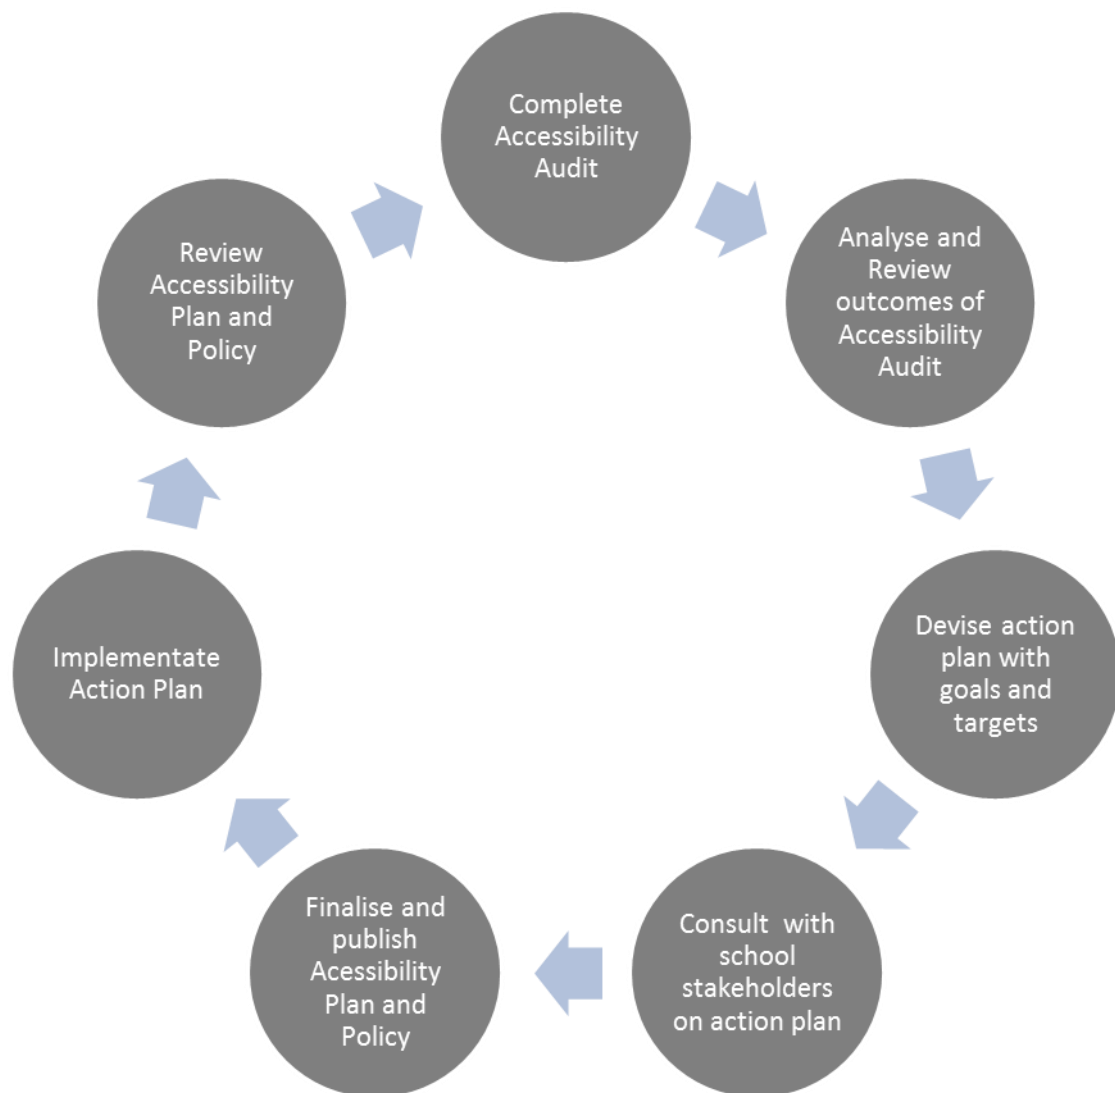 Complete
Accessibility
Audit
Analyse and
Review
outcomes of
Accessibility
Audit
Devise action
plan with
goals and
targets
Consult  with
school
stakeholders
on action plan
Finalise and
publish
Acessibility
Plan and
Policy
Implementate
Action Plan
Review
Accessibility
Plan and
Policy